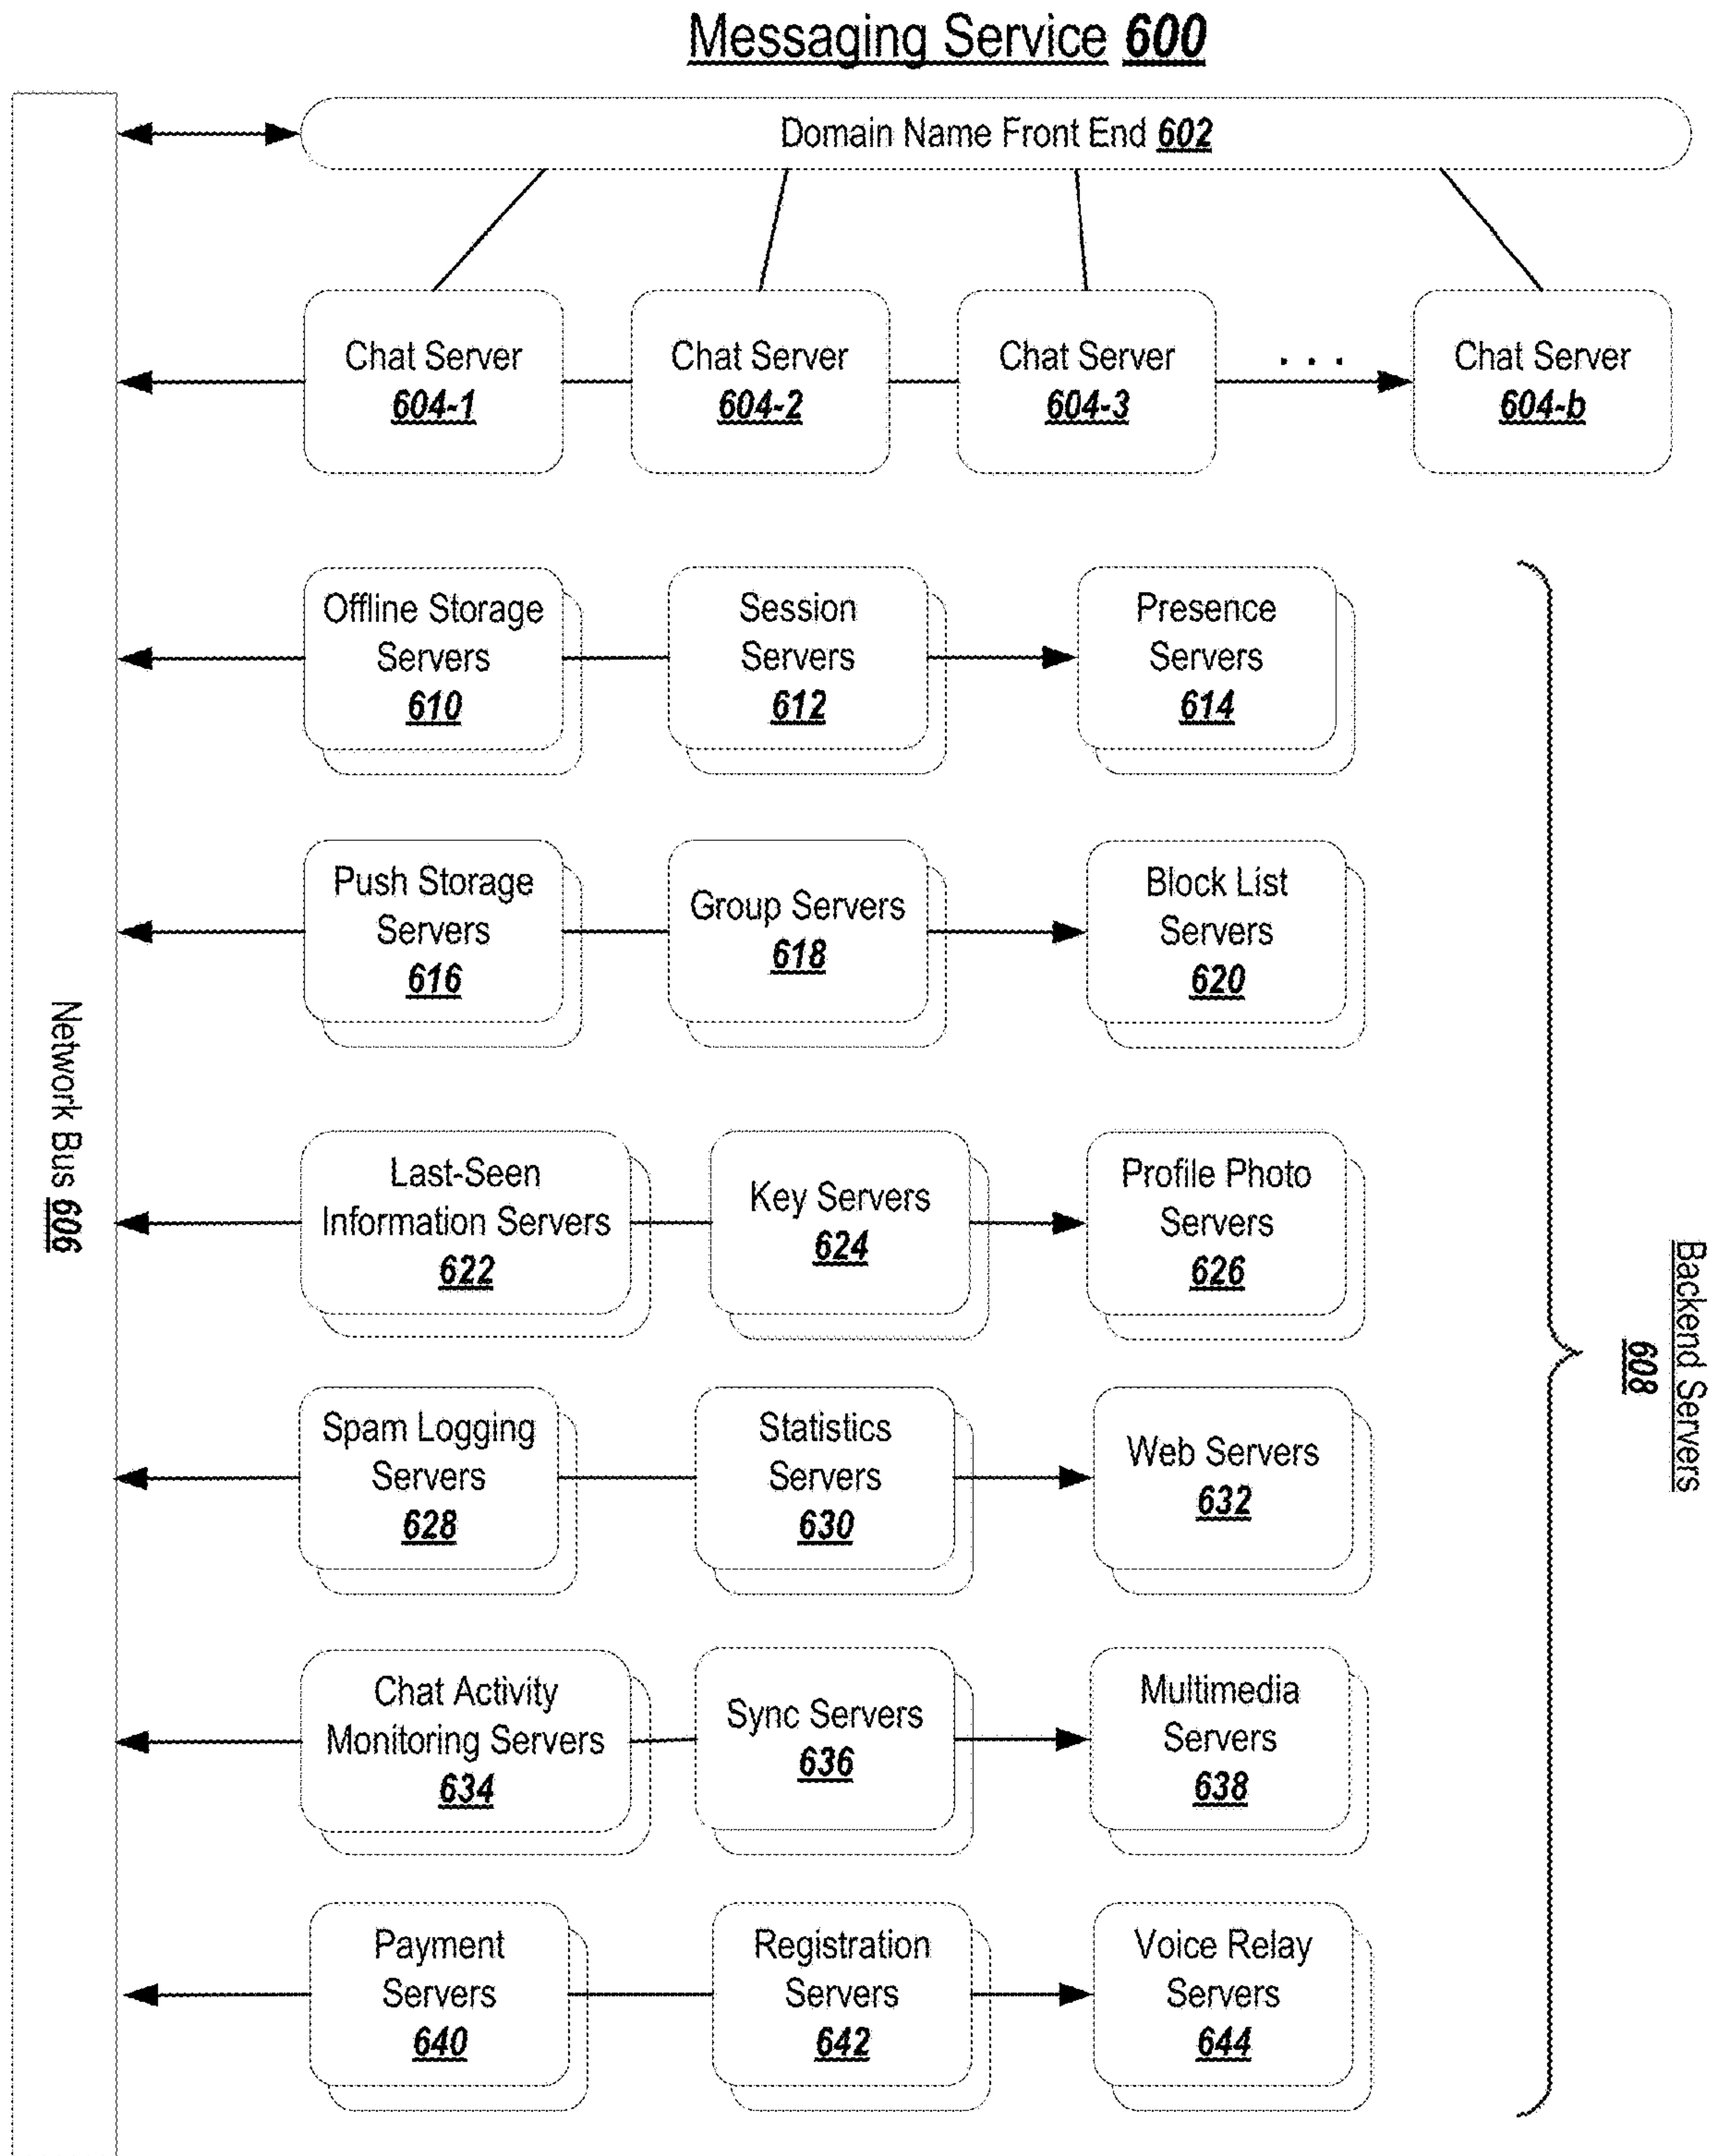 Messaging Service 600
Domain Name Front End 602
Chat Server
604-1
Chat Server
604-2
Chat Server
604-3
. . .
Chat Server
604-b
Offline Storage
Servers
610
Session
Servers
612
Presence
Servers
614
Push Storage
Servers
616
Group Servers
618
Block List
Servers
620
Network Bus 606
Last-Seen
Information Servers
622
Key Servers
624
Profile Photo
Servers
626
Backend Servers
608
Spam Logging
Servers
628
Statistics
Servers
630
Web Servers
632
Chat Activity
Monitoring Servers
634
Sync Servers
636
Multimedia
Servers
638
Payment
Servers
640
Registration
Servers
642
Voice Relay
Servers
644